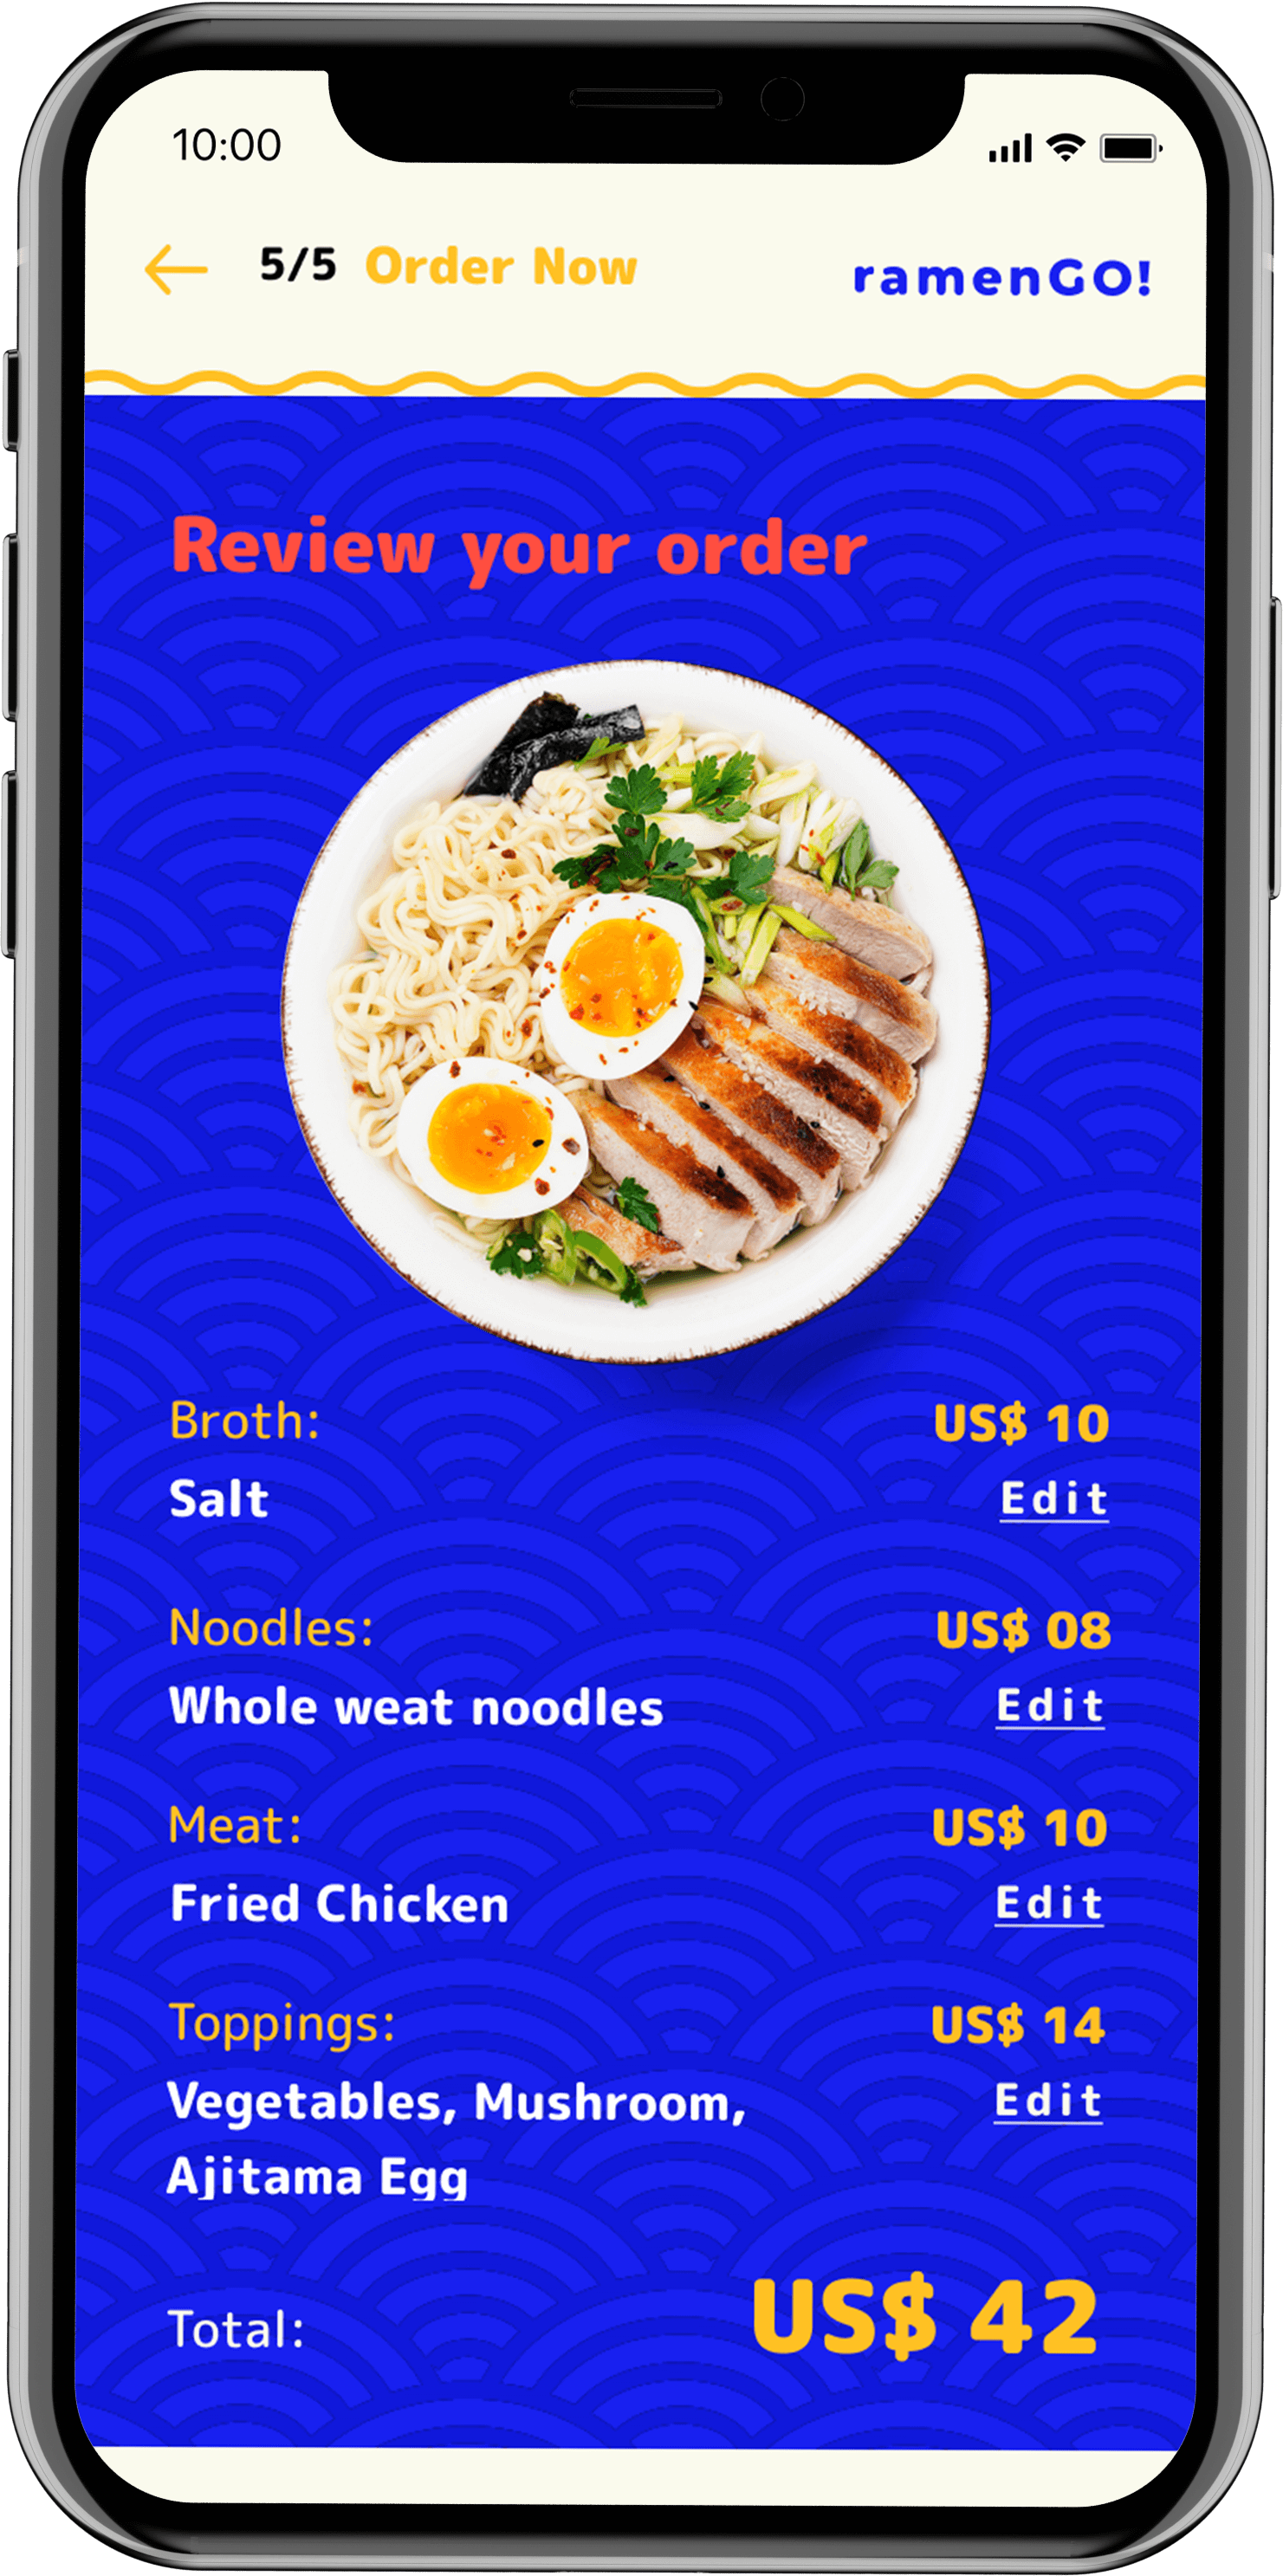 10:00
5/5 Order Now
ramenGO!
Review your order
Broth:
US$ 10
Salt
Edit
Noodles:
US$ 08
Whole weat noodles
Edit
Meat:
US$ 10
Fried Chicken
Edit
Toppings:
US$ 14
Vegetables, Mushroom,
Edit
Ajitama Egg
Total:
US$ 42